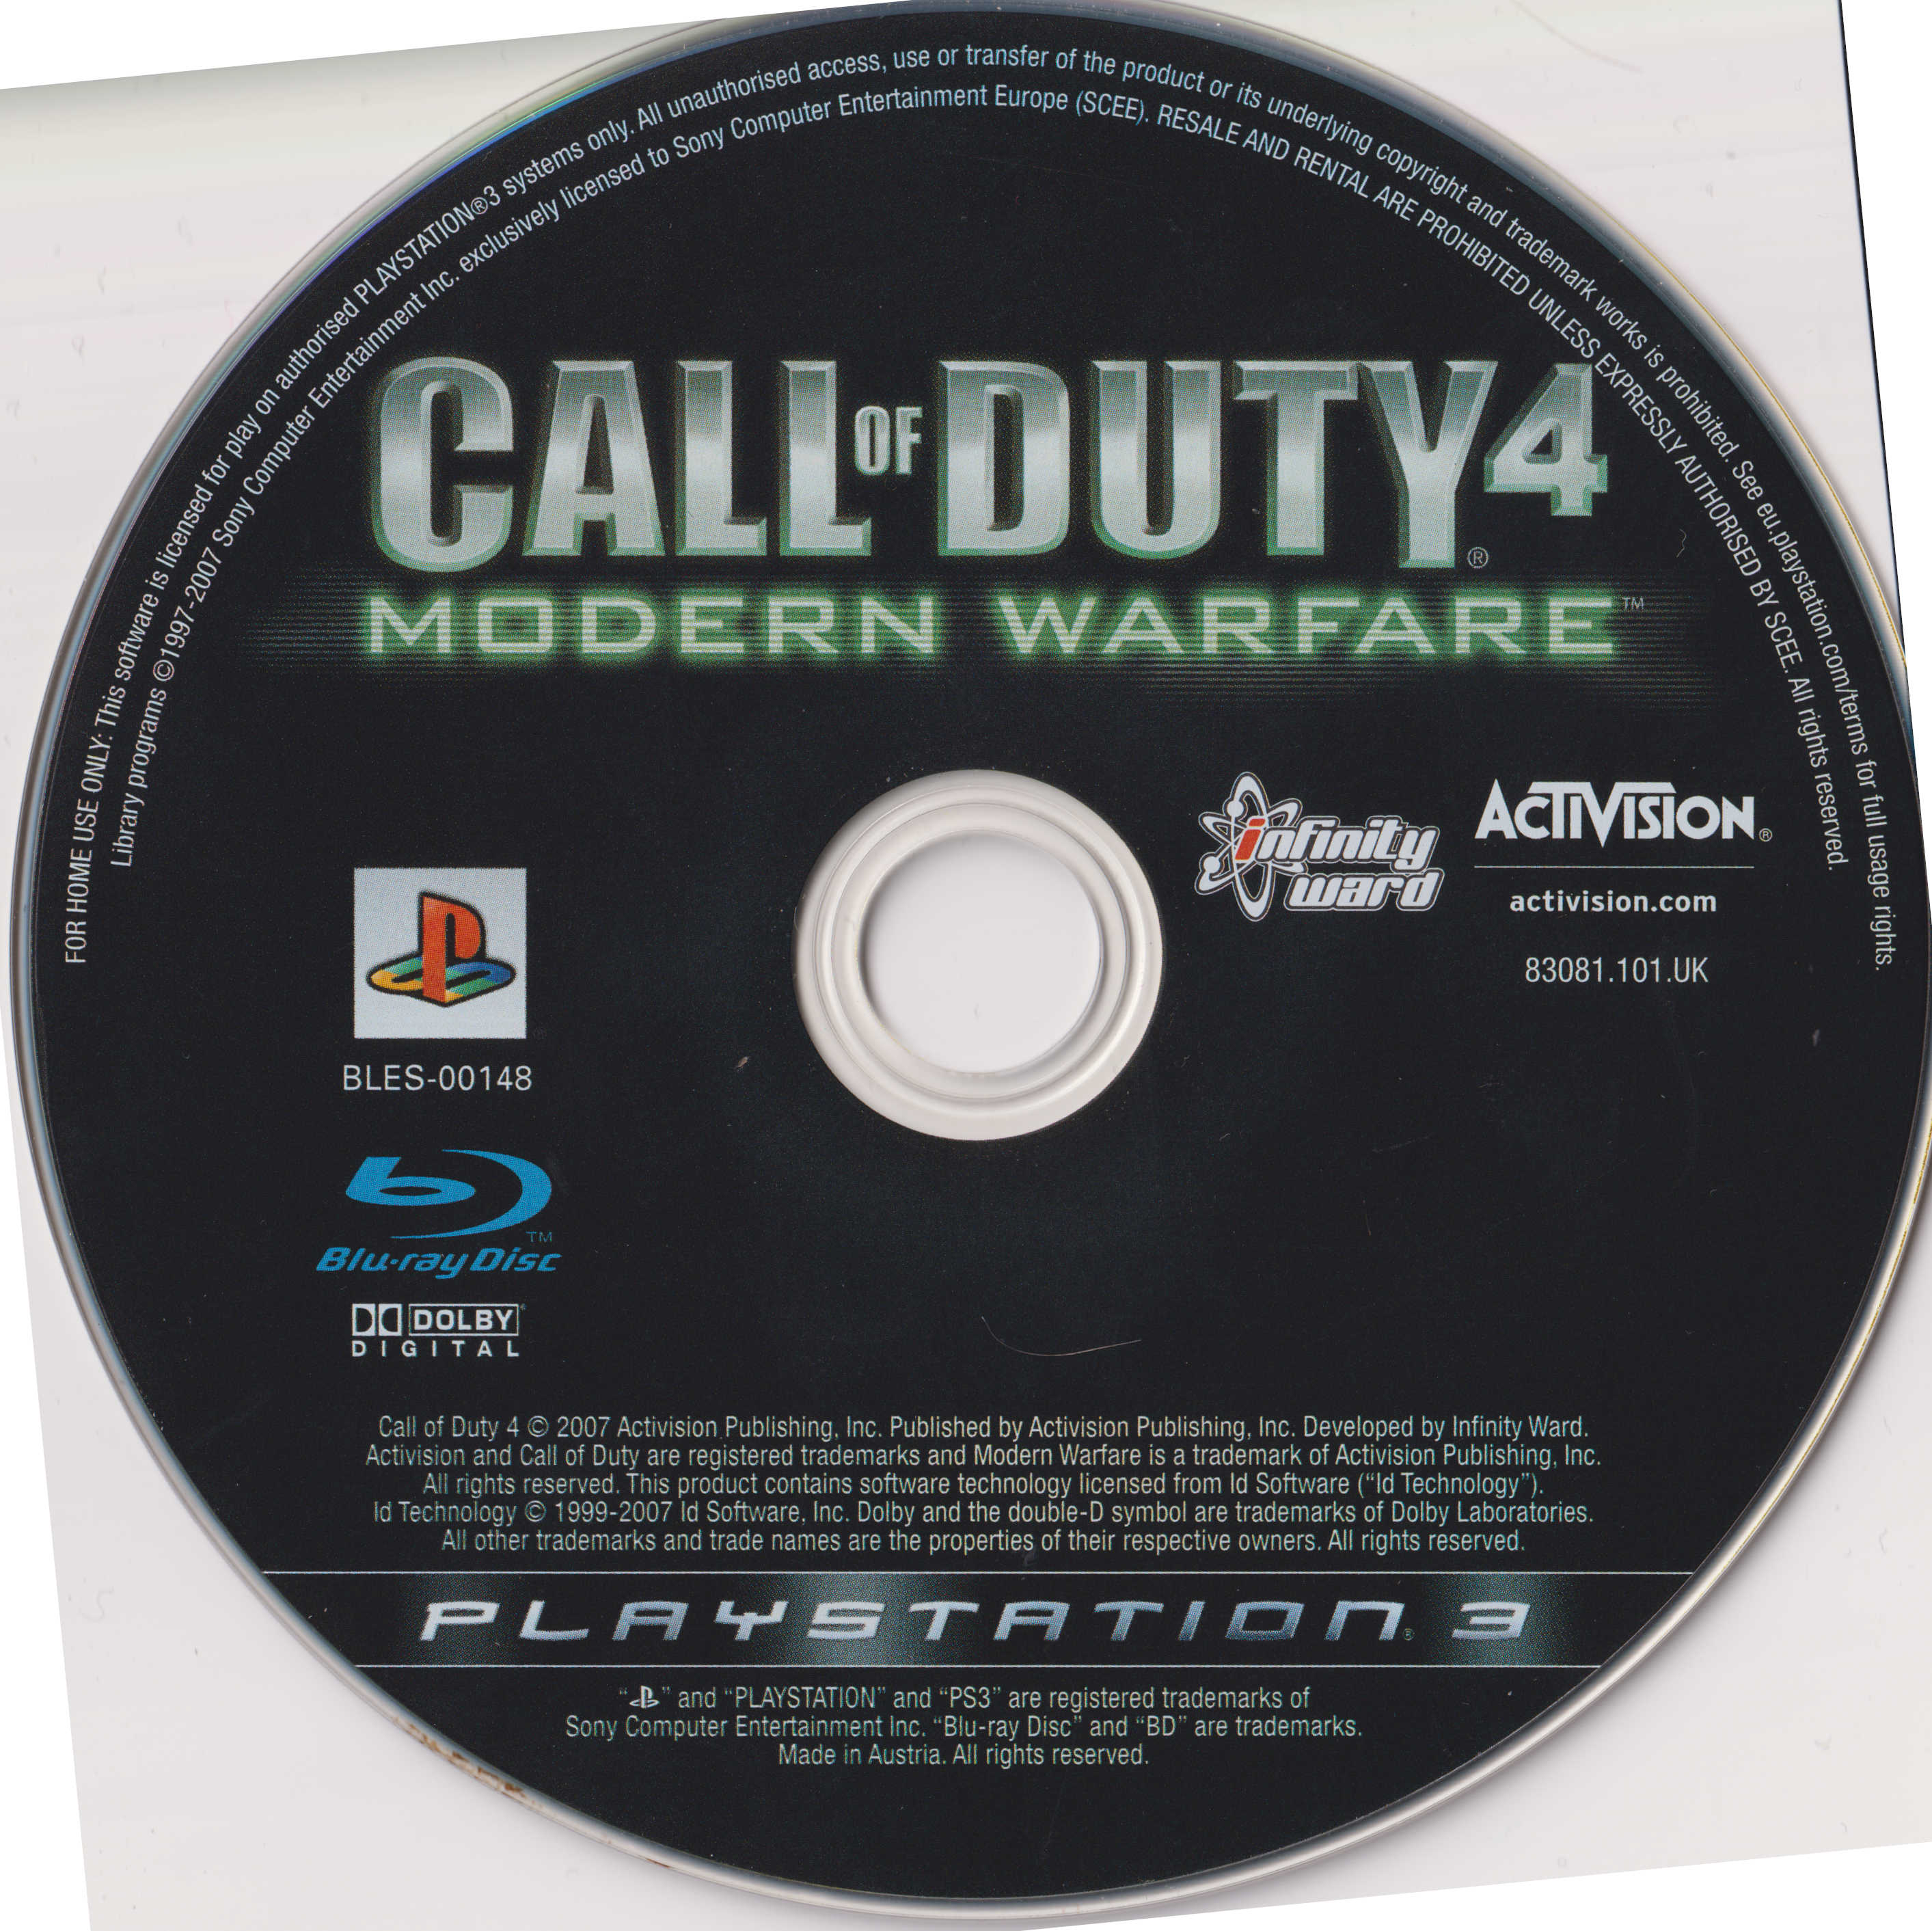 FOR HOME USE ONLY: This software is licensed for play on authorised PLAYSTATION®3 systems only. All unauthorised access, use or transfer of the product or its underlying copyright and trademark works is prohibited. See eu.playstation.com/terms for full usage rights.
Library programs ©1997-2007 Sony Computer Entertainment Inc. exclusively licensed to Sony Computer Entertainment Europe (SCEE). RESALE AND RENTAL ARE PROHIBITED UNLESS EXPRESSLY AUTHORISED BY SCEE. All rights reserved.
CALL OF DUTY 4®
MODERN WARFARE™
infinity
ward
ACTIVISION®
activision.com
83081.101.UK
BLES-00148
Blu-ray Disc™
DOLBY®
DIGITAL
Call of Duty 4 © 2007 Activision Publishing, Inc. Published by Activision Publishing, Inc. Developed by Infinity Ward.
Activision and Call of Duty are registered trademarks and Modern Warfare is a trademark of Activision Publishing, Inc.
All rights reserved. This product contains software technology licensed from Id Software (“Id Technology”).
Id Technology © 1999-2007 Id Software, Inc. Dolby and the double-D symbol are trademarks of Dolby Laboratories.
All other trademarks and trade names are the properties of their respective owners. All rights reserved.
PLAYSTATION®3
“ ” and “PLAYSTATION” and “PS3” are registered trademarks of
Sony Computer Entertainment Inc. “Blu-ray Disc” and “BD” are trademarks.
Made in Austria. All rights reserved.